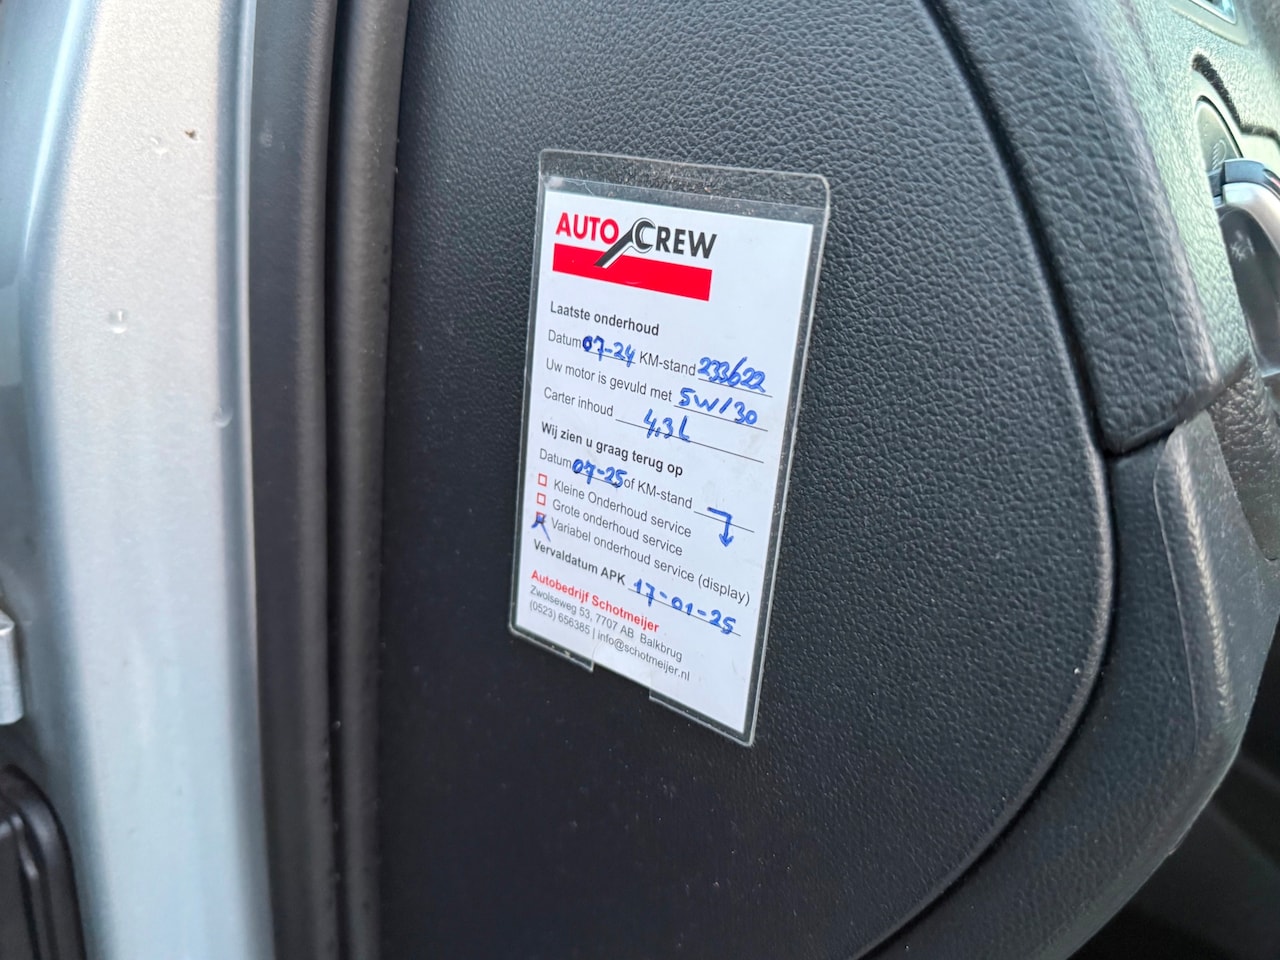 AUTO CREW
Laatste onderhoud
Datum 07-24 KM-stand 233622
Uw motor is gevuld met 5W/30
Carter inhoud 4,3L
Wij zien u graag terug op
Datum 07-25 of KM-stand
Kleine Onderhoud service
Grote onderhoud service
Variabel onderhoud service (display)
Vervaldatum APK 17-01-25
Autobedrijf Schotmeijer
Zwolseweg 53, 7707 AB Balkbrug
(0523) 656385 | info@schotmeijer.nl